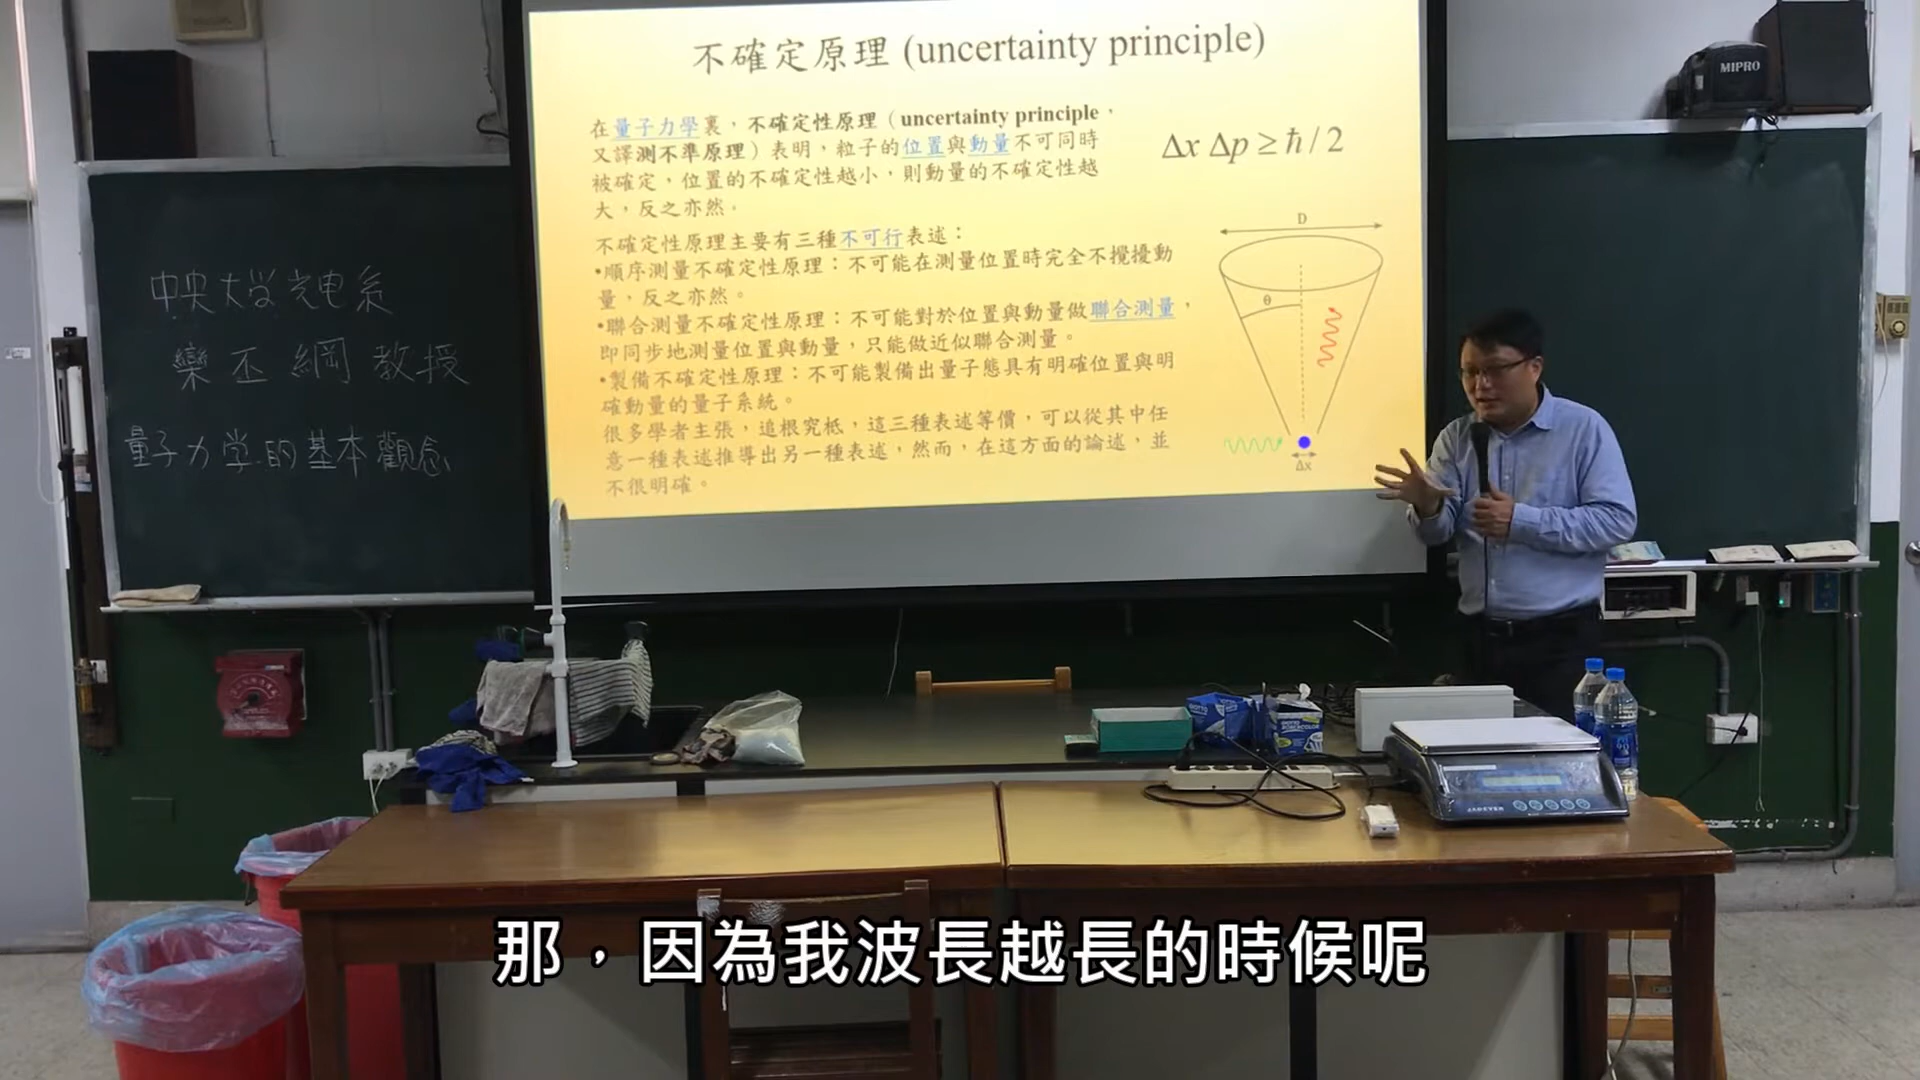 不確定原理 (uncertainty principle)
在量子力學裏，不確定性原理（uncertainty principle，
又譯測不準原理）表明，粒子的位置與動量不可同時
被確定，位置的不確定性越小，則動量的不確定性越
大，反之亦然。
Δx Δp ≥ ℏ / 2
不確定性原理主要有三種不可行表述：
•順序測量不確定性原理：不可能在測量位置時完全不攪擾動
量，反之亦然。
•聯合測量不確定性原理：不可能對於位置與動量做聯合測量，
即同步地測量位置與動量，只能做近似聯合測量。
•製備不確定性原理：不可能製備出量子態具有明確位置與明
確動量的量子系統。
很多學者主張，追根究柢，這三種表述等價，可以從其中任
意一種表述推導出另一種表述，然而，在這方面的論述，並
不很明確。
D
θ
Δx
中央大学光电系
欒丕綱教授
量子力学的基本觀念
MIPRO
JADEVER
那，因為我波長越長的時候呢